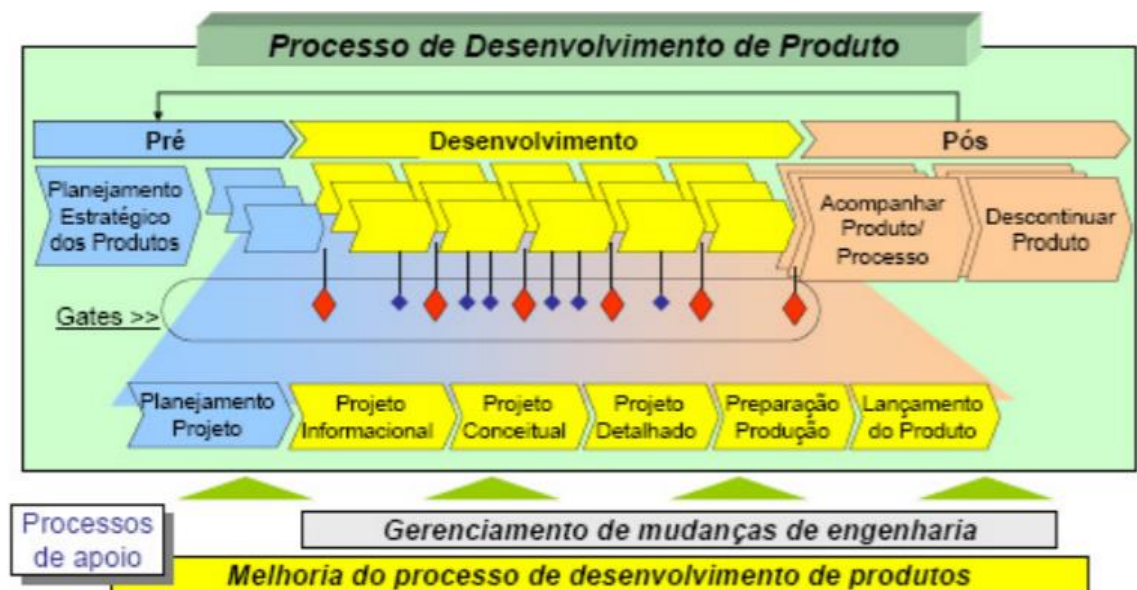 Processo de Desenvolvimento de Produto
Pré
Desenvolvimento
Pós
Planejamento
Estratégico
dos Produtos
Acompanhar
Produto/
Processo
Descontinuar
Produto
Gates >>
Planejamento
Projeto
Projeto
Informacional
Projeto
Conceitual
Projeto
Detalhado
Preparação
Produção
Lançamento
do Produto
Processos
de apoio
Gerenciamento de mudanças de engenharia
Melhoria do processo de desenvolvimento de produtos